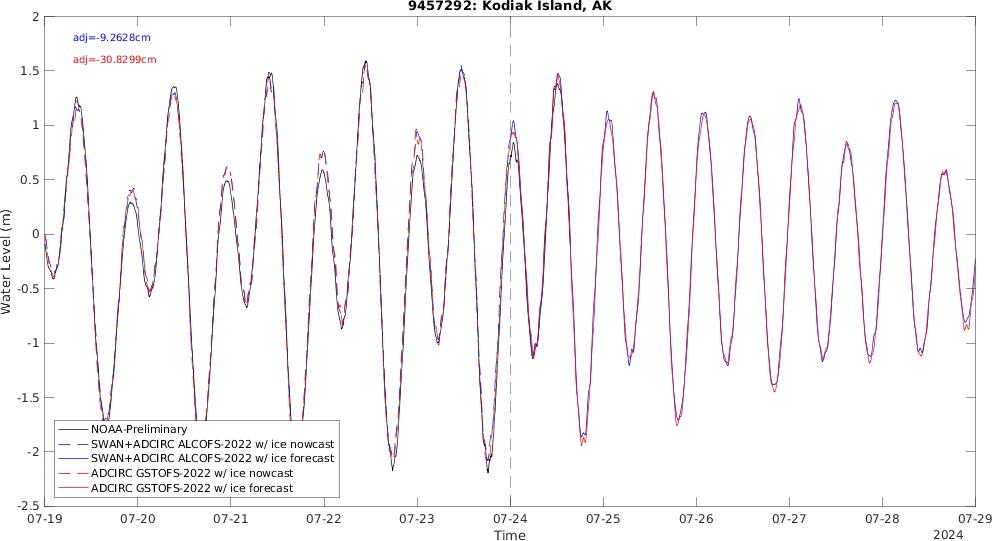 9457292: Kodiak Island, AK
adj=-9.2628cm
adj=-30.8299cm
Water Level (m)
2
1.5
1
0.5
0
-0.5
-1
-1.5
-2
-2.5
NOAA-Preliminary
SWAN+ADCIRC ALCOFS-2022 w/ ice nowcast
SWAN+ADCIRC ALCOFS-2022 w/ ice forecast
ADCIRC GSTOFS-2022 w/ ice nowcast
ADCIRC GSTOFS-2022 w/ ice forecast
07-19 07-20 07-21 07-22 07-23 07-24 07-25 07-26 07-27 07-28 07-29
Time
2024